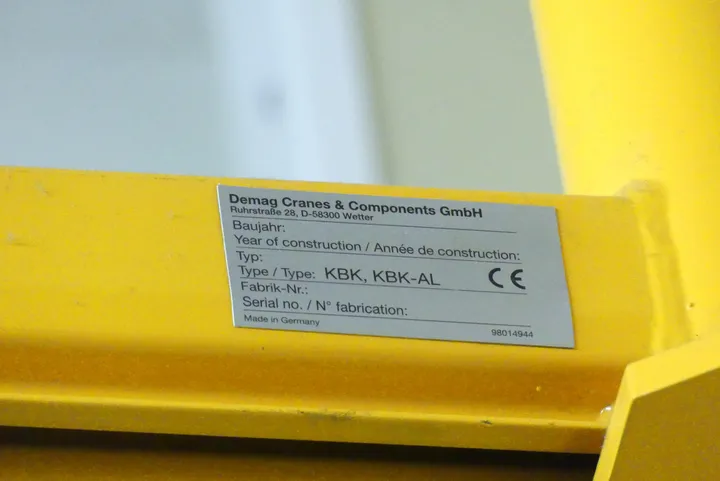 Demag Cranes & Components GmbH
Ruhrstraße 28, D-58300 Wetter
Baujahr:
Year of construction / Année de construction:
Typ:
Type / Type: KBK, KBK-AL CE
Fabrik-Nr.:
Serial no. / N° fabrication:
Made in Germany 98014944